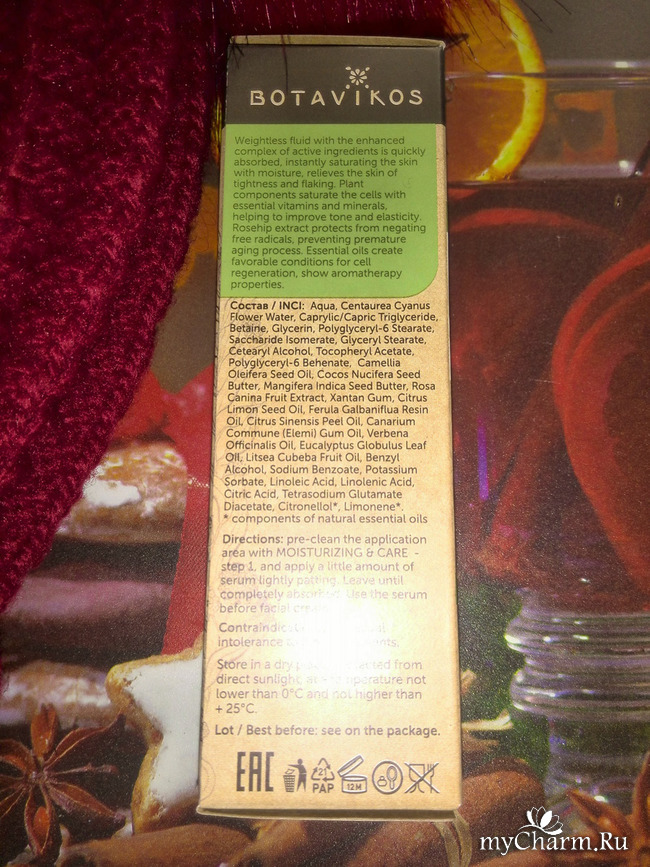 BOTAVIKOS
Weightless fluid with the enhanced
complex of active ingredients is quickly
absorbed, instantly saturating the skin
with moisture, relieves the skin of
tightness and flaking. Plant
components saturate the cells with
essential vitamins and minerals,
helping to improve tone and elasticity.
Rosehip extract protects from negating
free radicals, preventing premature
aging process. Essential oils create
favorable conditions for cell
regeneration, show aromatherapy
properties.
Состав / INCI: Aqua, Centaurea Cyanus
Flower Water, Caprylic/Capric Triglyceride,
Betaine, Glycerin, Polyglyceryl-6 Stearate,
Saccharide Isomerate, Glyceryl Stearate,
Cetearyl Alcohol, Tocopheryl Acetate,
Polyglyceryl-6 Behenate, Camellia
Oleifera Seed Oil, Cocos Nucifera Seed
Butter, Mangifera Indica Seed Butter, Rosa
Canina Fruit Extract, Xantan Gum, Citrus
Limon Seed Oil, Ferula Galbaniflua Resin
Oil, Citrus Sinensis Peel Oil, Canarium
Commune (Elemi) Gum Oil, Verbena
Officinalis Oil, Eucalyptus Globulus Leaf
Oil, Litsea Cubeba Fruit Oil, Benzyl
Alcohol, Sodium Benzoate, Potassium
Sorbate, Linoleic Acid, Linolenic Acid,
Citric Acid, Tetrasodium Glutamate
Diacetate, Citronellol*, Limonene*.
* components of natural essential oils
Directions: pre-clean the application
area with MOISTURIZING & CARE -
step 1, and apply a little amount of
serum lightly patting. Leave until
completely Use the serum
before facial
intolerance
Store in a dry from
direct sunlight, at not
lower than 0°C and not higher than
+ 25°C.
Lot / Best before: see on the package.
EAC
21
PAP
12M
myCharm.Ru